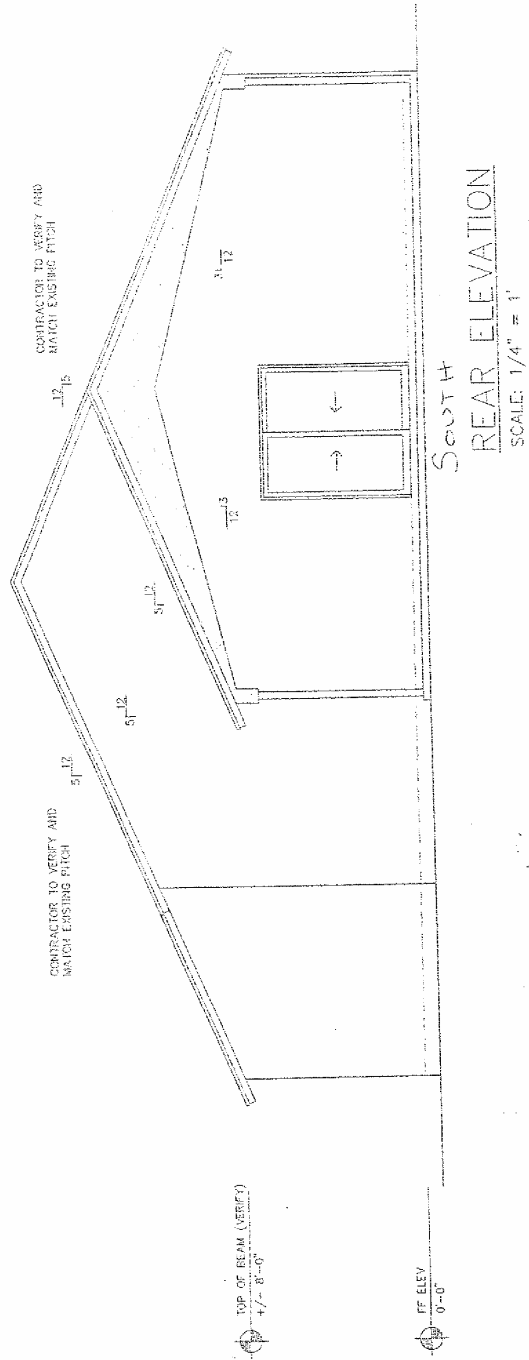 CONTRACTOR TO VERIFY AND
MATCH EXISTING PITCH
12
5
CONTRACTOR TO VERIFY AND
MATCH EXISTING PITCH
12
5
12
5
12
5
3
12
12
TOP OF BEAM (VERIFY)
+/- 8'-0"
FF ELEV
0'-0"
SOUTH
REAR ELEVATION
SCALE: 1/4" = 1'